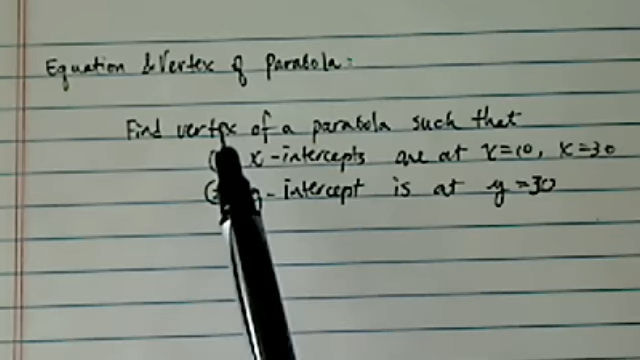 Equation & Vertex of Parabola:
Find vertex of a parabola such that
x-intercepts are at x=10, x=30
y-intercept is at y=30